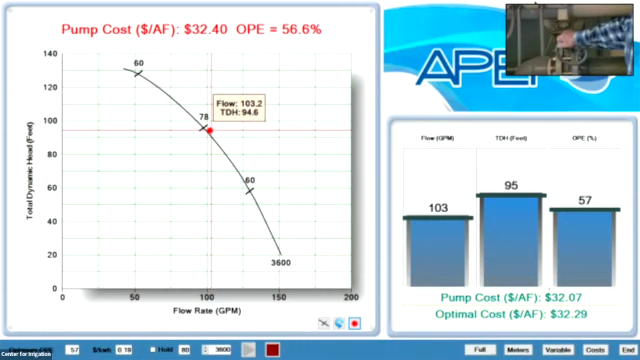 Pump Cost ($/AF): $32.40 OPE = 56.6%
140
120
100
80
60
40
20
0
Total Dynamic Head (Feet)
60
78
60
3600
Flow: 103.2
TDH: 94.6
0 50 100 150 200
Flow Rate (GPM)
Flow (GPM) TDH (Feet) OPE (%)
103 95 57
Pump Cost ($/AF): $32.07
Optimal Cost ($/AF): $32.29
Center for Irrigation
57 $/kwh 0.18 Hold 80 3600
Full Meters Variable Costs End